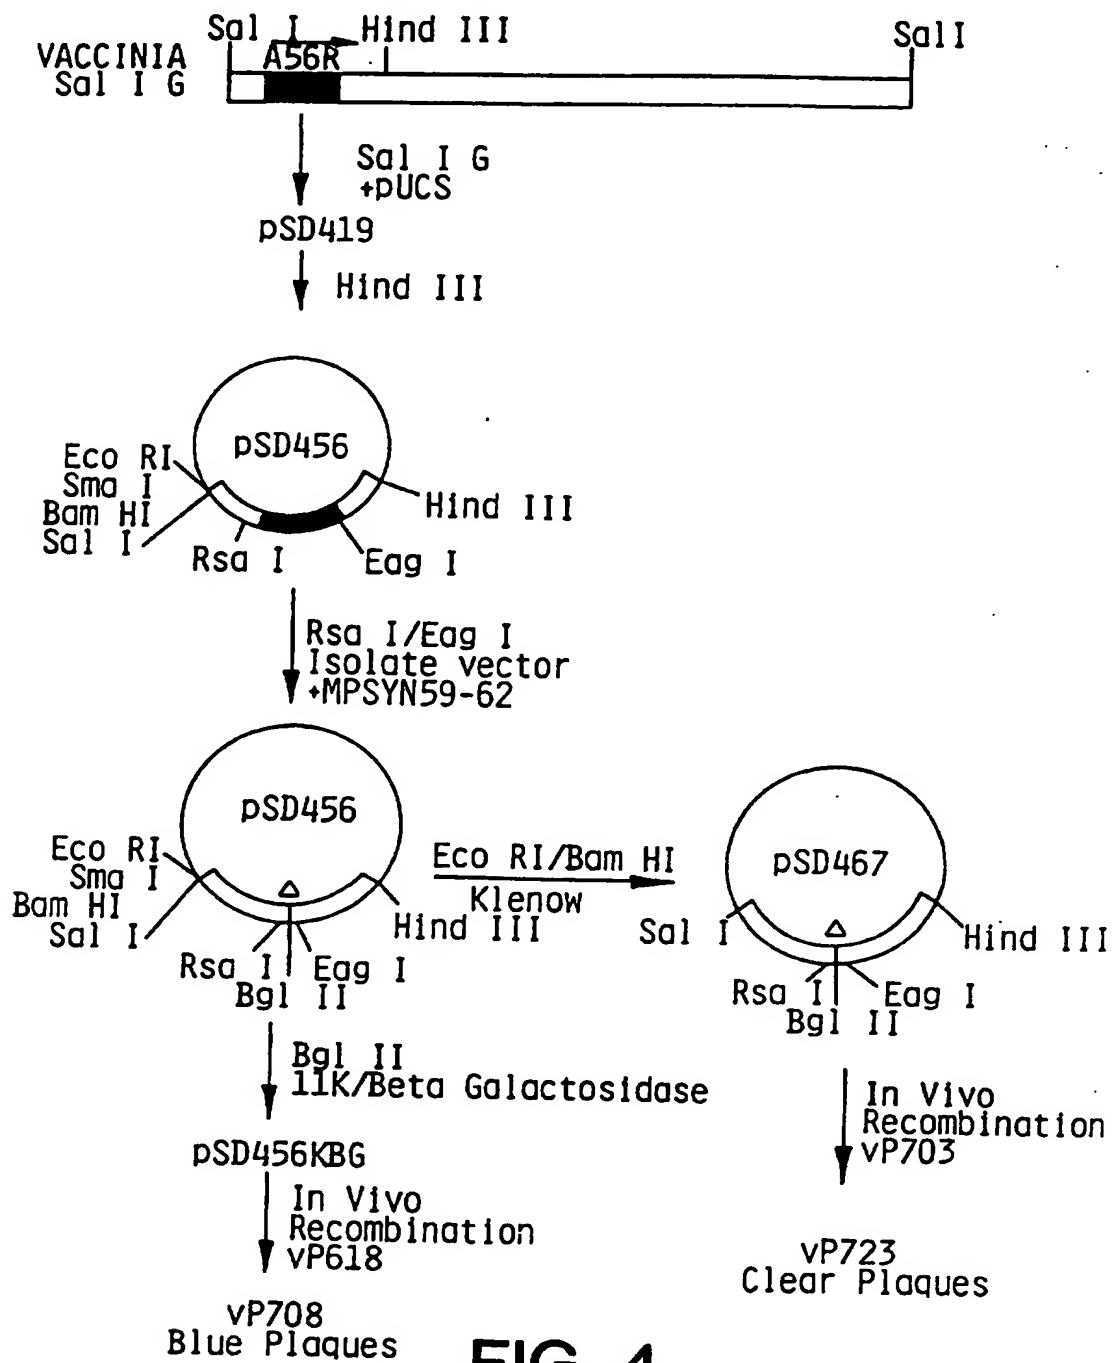 Sal I
Hind III
Sal I
VACCINIA
Sal I G
A56R
Sal I G
+pUCS
pSD419
Hind III
pSD456
Eco RI
Sma I
Bam HI
Sal I
Rsa I
Eag I
Hind III
Rsa I/Eag I
Isolate vector
+MPSYN59-62
pSD456
Eco RI
Sma I
Bam HI
Sal I
Δ
Hind III
Rsa I
Eag I
Bgl II
Eco RI/Bam HI
Klenow
pSD467
Sal I
Δ
Hind III
Rsa I
Eag I
Bgl II
Bgl II
11K/Beta Galactosidase
pSD456KBG
In Vivo
Recombination
vP618
vP708
Blue Plaques
In Vivo
Recombination
vP703
vP723
Clear Plaques
FIG. 4